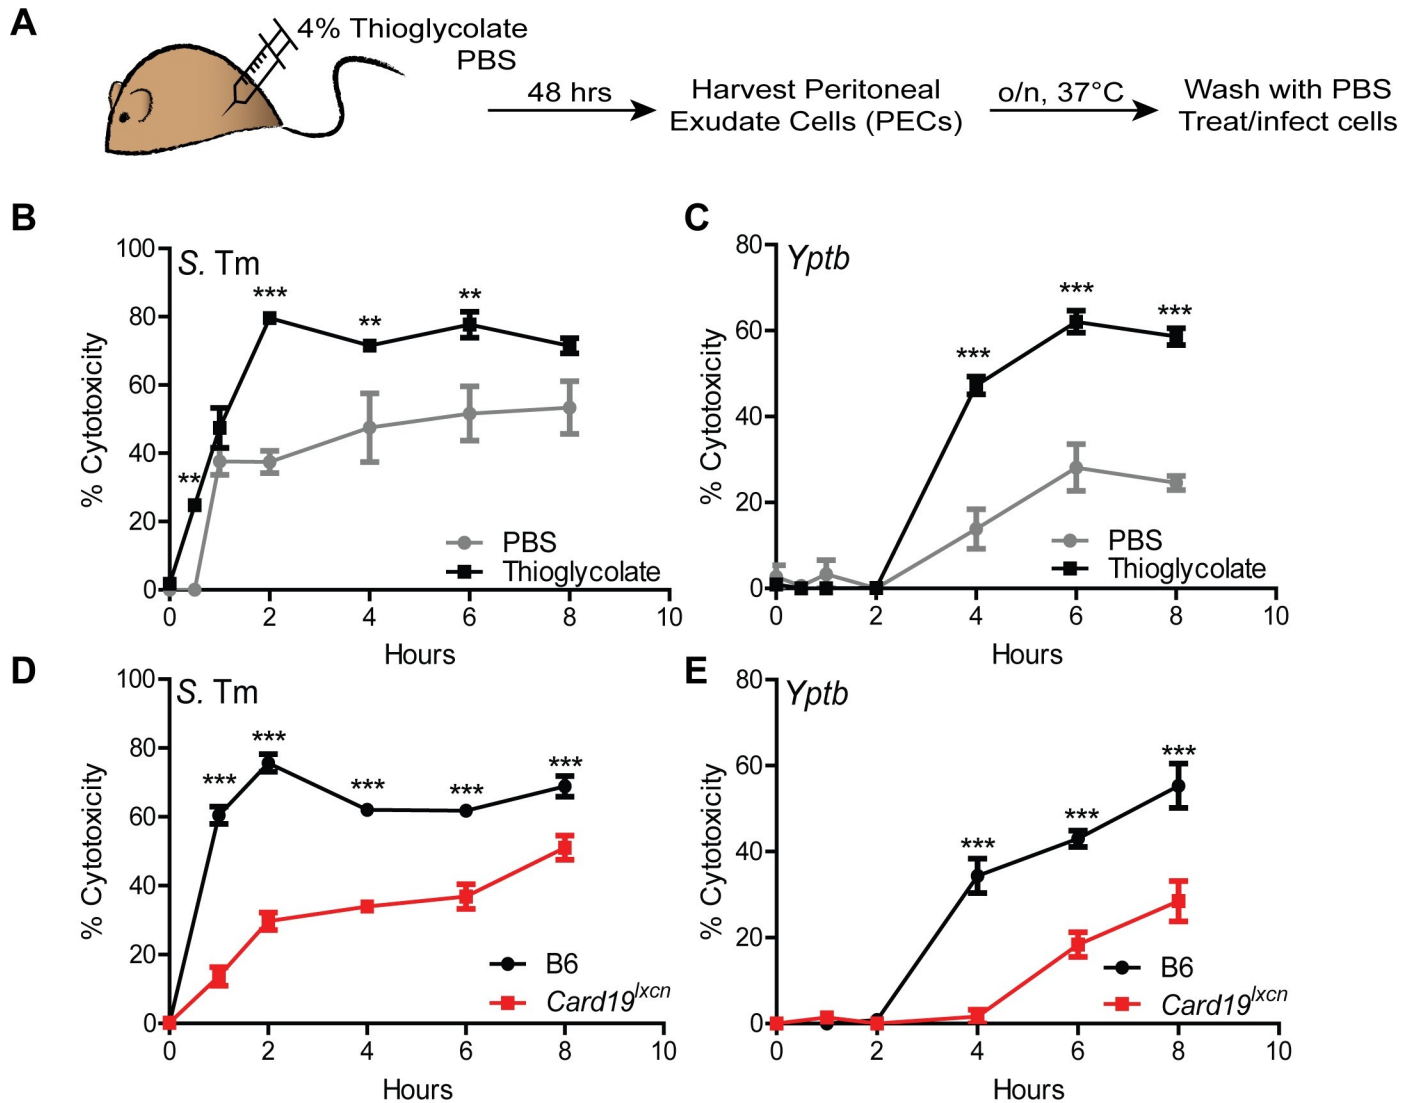 A
4% Thioglycolate
PBS
48 hrs
Harvest Peritoneal
Exudate Cells (PECs)
o/n, 37°C
Wash with PBS
Treat/infect cells
B
S. Tm
% Cytotoxicity
100
80
60
40
20
0
**
***
**
**
PBS
Thioglycolate
0 2 4 6 8 10
Hours
C
Yptb
% Cytotoxicity
80
60
40
20
0
***
***
***
PBS
Thioglycolate
0 2 4 6 8 10
Hours
D
S. Tm
% Cytotoxicity
100
80
60
40
20
0
***
***
***
***
***
B6
Card19lxcn
0 2 4 6 8 10
Hours
E
Yptb
% Cytotoxicity
80
60
40
20
0
***
***
***
B6
Card19lxcn
0 2 4 6 8 10
Hours